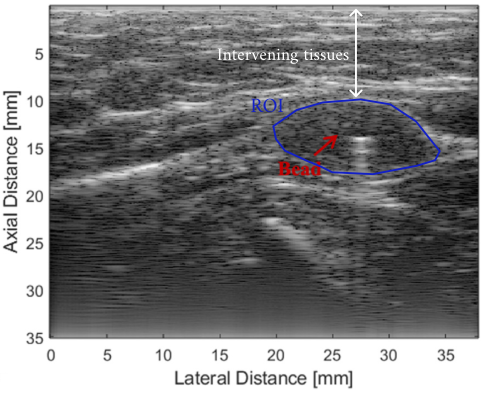 Intervening tissues
ROI
Bead
Axial Distance [mm]
5
10
15
20
25
30
35
0 5 10 15 20 25 30 35
Lateral Distance [mm]